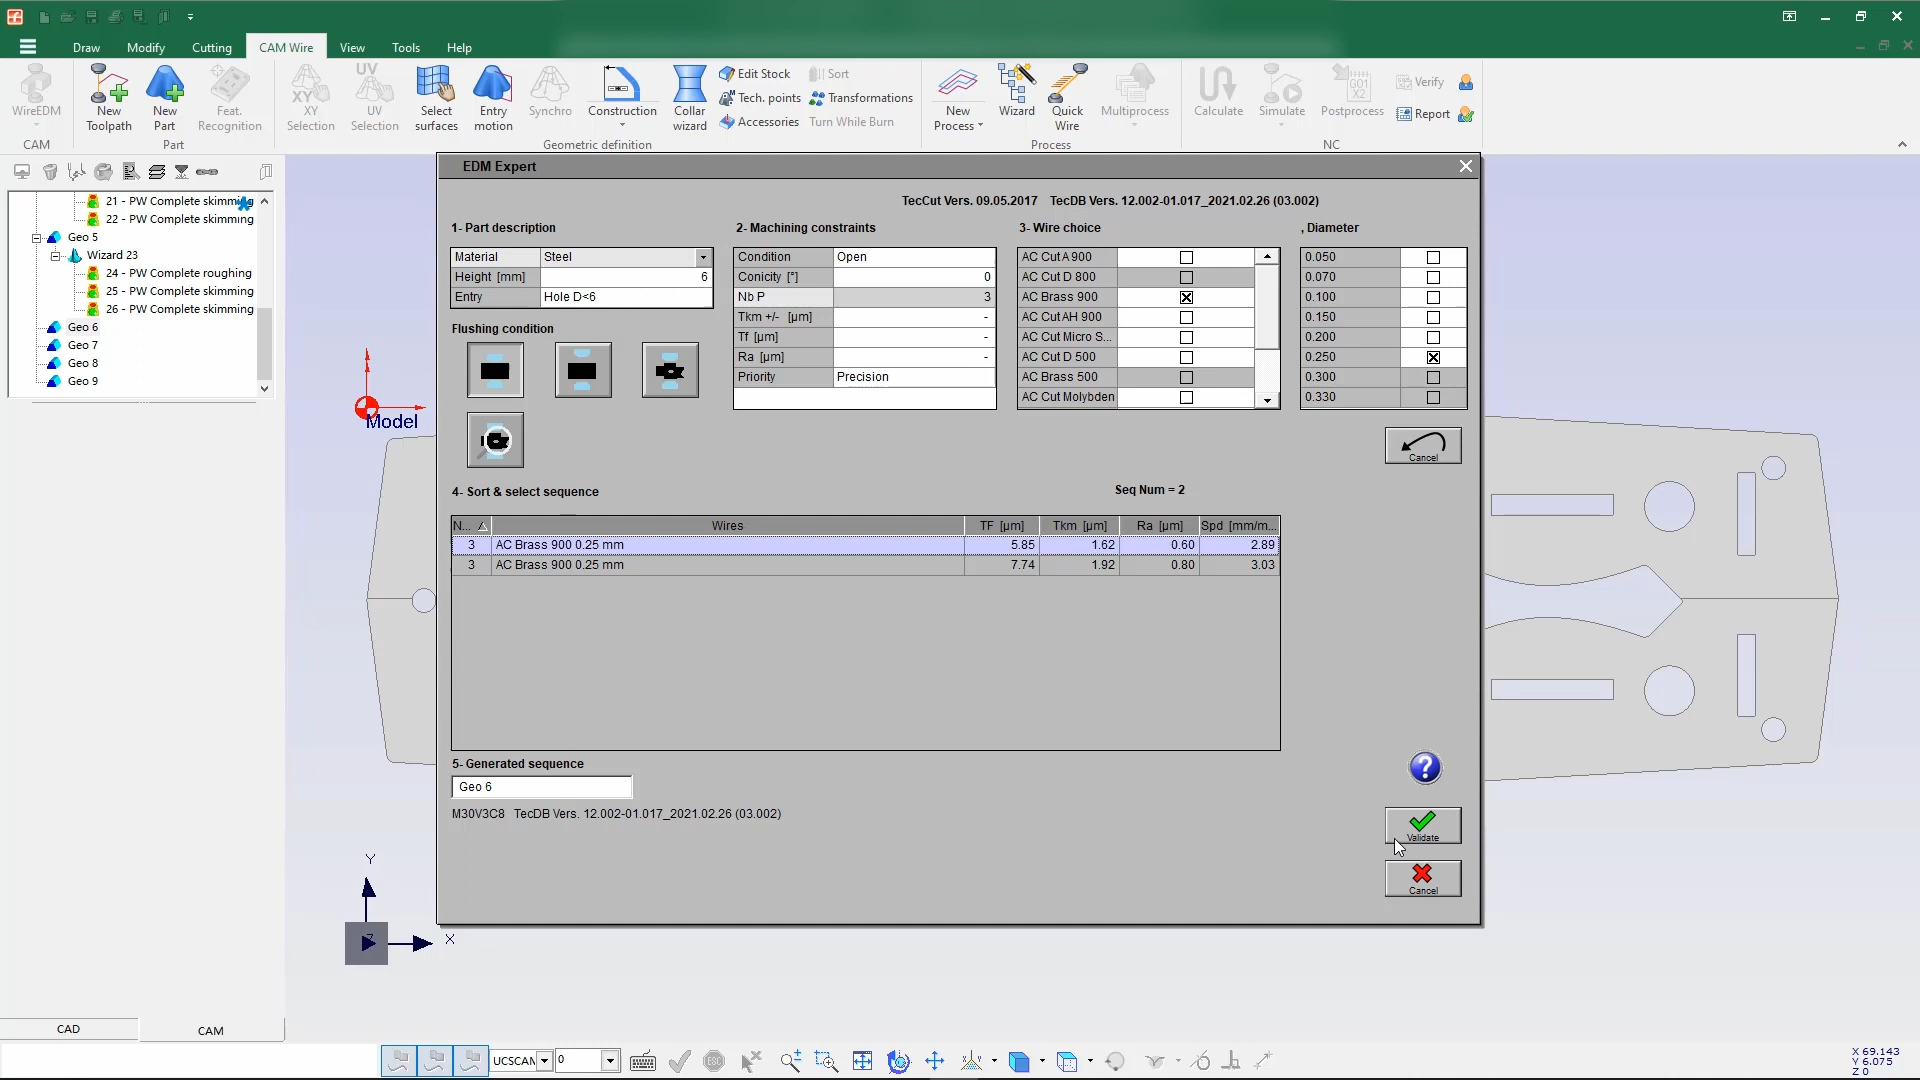 Draw Modify Cutting CAM Wire View Tools Help
WireEDM
New Toolpath
New Part
Feat. Recognition
XY Selection
UV Selection
Select surfaces
Entry motion
Synchro
Construction
Collar wizard
Edit Stock
Tech. points
Accessories
Sort
Transformations
Turn While Burn
New Process
Wizard
Quick Wire
Multiprocess
Calculate
Simulate
Postprocess
Verify
Report
CAM Part Geometric definition Process NC
21 - PW Complete skimming
22 - PW Complete skimming
Geo 5
Wizard 23
24 - PW Complete roughing
25 - PW Complete skimming
26 - PW Complete skimming
Geo 6
Geo 7
Geo 8
Geo 9
Model
EDM Expert
TecCut Vers. 09.05.2017 TecDB Vers. 12.002-01.017_2021.02.26 (03.002)
1- Part description
Material Steel
Height [mm] 6
Entry Hole D<6
Flushing condition
2- Machining constraints
Condition Open
Conicity [°] 0
Nb P 3
Tkm +/- [µm] -
Tf [µm] -
Ra [µm] -
Priority Precision
3- Wire choice
AC Cut A 900
AC Cut D 800
AC Brass 900
AC Cut AH 900
AC Cut Micro S...
AC Cut D 500
AC Brass 500
AC Cut Molybden
, Diameter
0.050
0.070
0.100
0.150
0.200
0.250
0.300
0.330
Cancel
4- Sort & select sequence
Seq Num = 2
N... Wires TF [µm] Tkm [µm] Ra [µm] Spd [mm/m...
3 AC Brass 900 0.25 mm 5.85 1.62 0.60 2.89
3 AC Brass 900 0.25 mm 7.74 1.92 0.80 3.03
5- Generated sequence
Geo 6
M30V3C8 TecDB Vers. 12.002-01.017_2021.02.26 (03.002)
Validate
Cancel
Y
Z
X
CAD CAM
UCSCAM 0
ESC
X 69.143
Y 6.075
Z 0